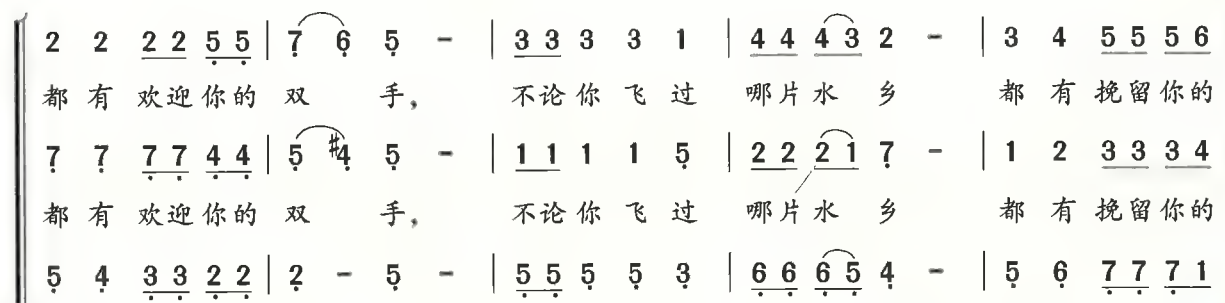 2 2 2 2 5̣ 5̣ | 7̣ 6̣ 5̣ - | 3 3 3 3 1 | 4 4 4 3 2 - | 3 4 5 5 5 6
都 有 欢迎你的 双 手, 不论你 飞 过 哪片水 乡 都 有 挽留你的
7̣ 7̣ 7̣ 7̣ 4̣ 4̣ | 5̣ #4̣ 5̣ - | 1 1 1 1 5̣ | 2 2 2 1 7̣ - | 1 2 3 3 3 4
都 有 欢迎你的 双 手, 不论你 飞 过 哪片水 乡 都 有 挽留你的
5̣ 4̣ 3̣ 3̣ 2̣ 2̣ | 2̣ - 5̣ - | 5̣ 5̣ 5̣ 5̣ 3̣ | 6̣ 6̣ 6̣ 5̣ 4̣ - | 5̣ 6̣ 7̣ 7̣ 7̣ 1